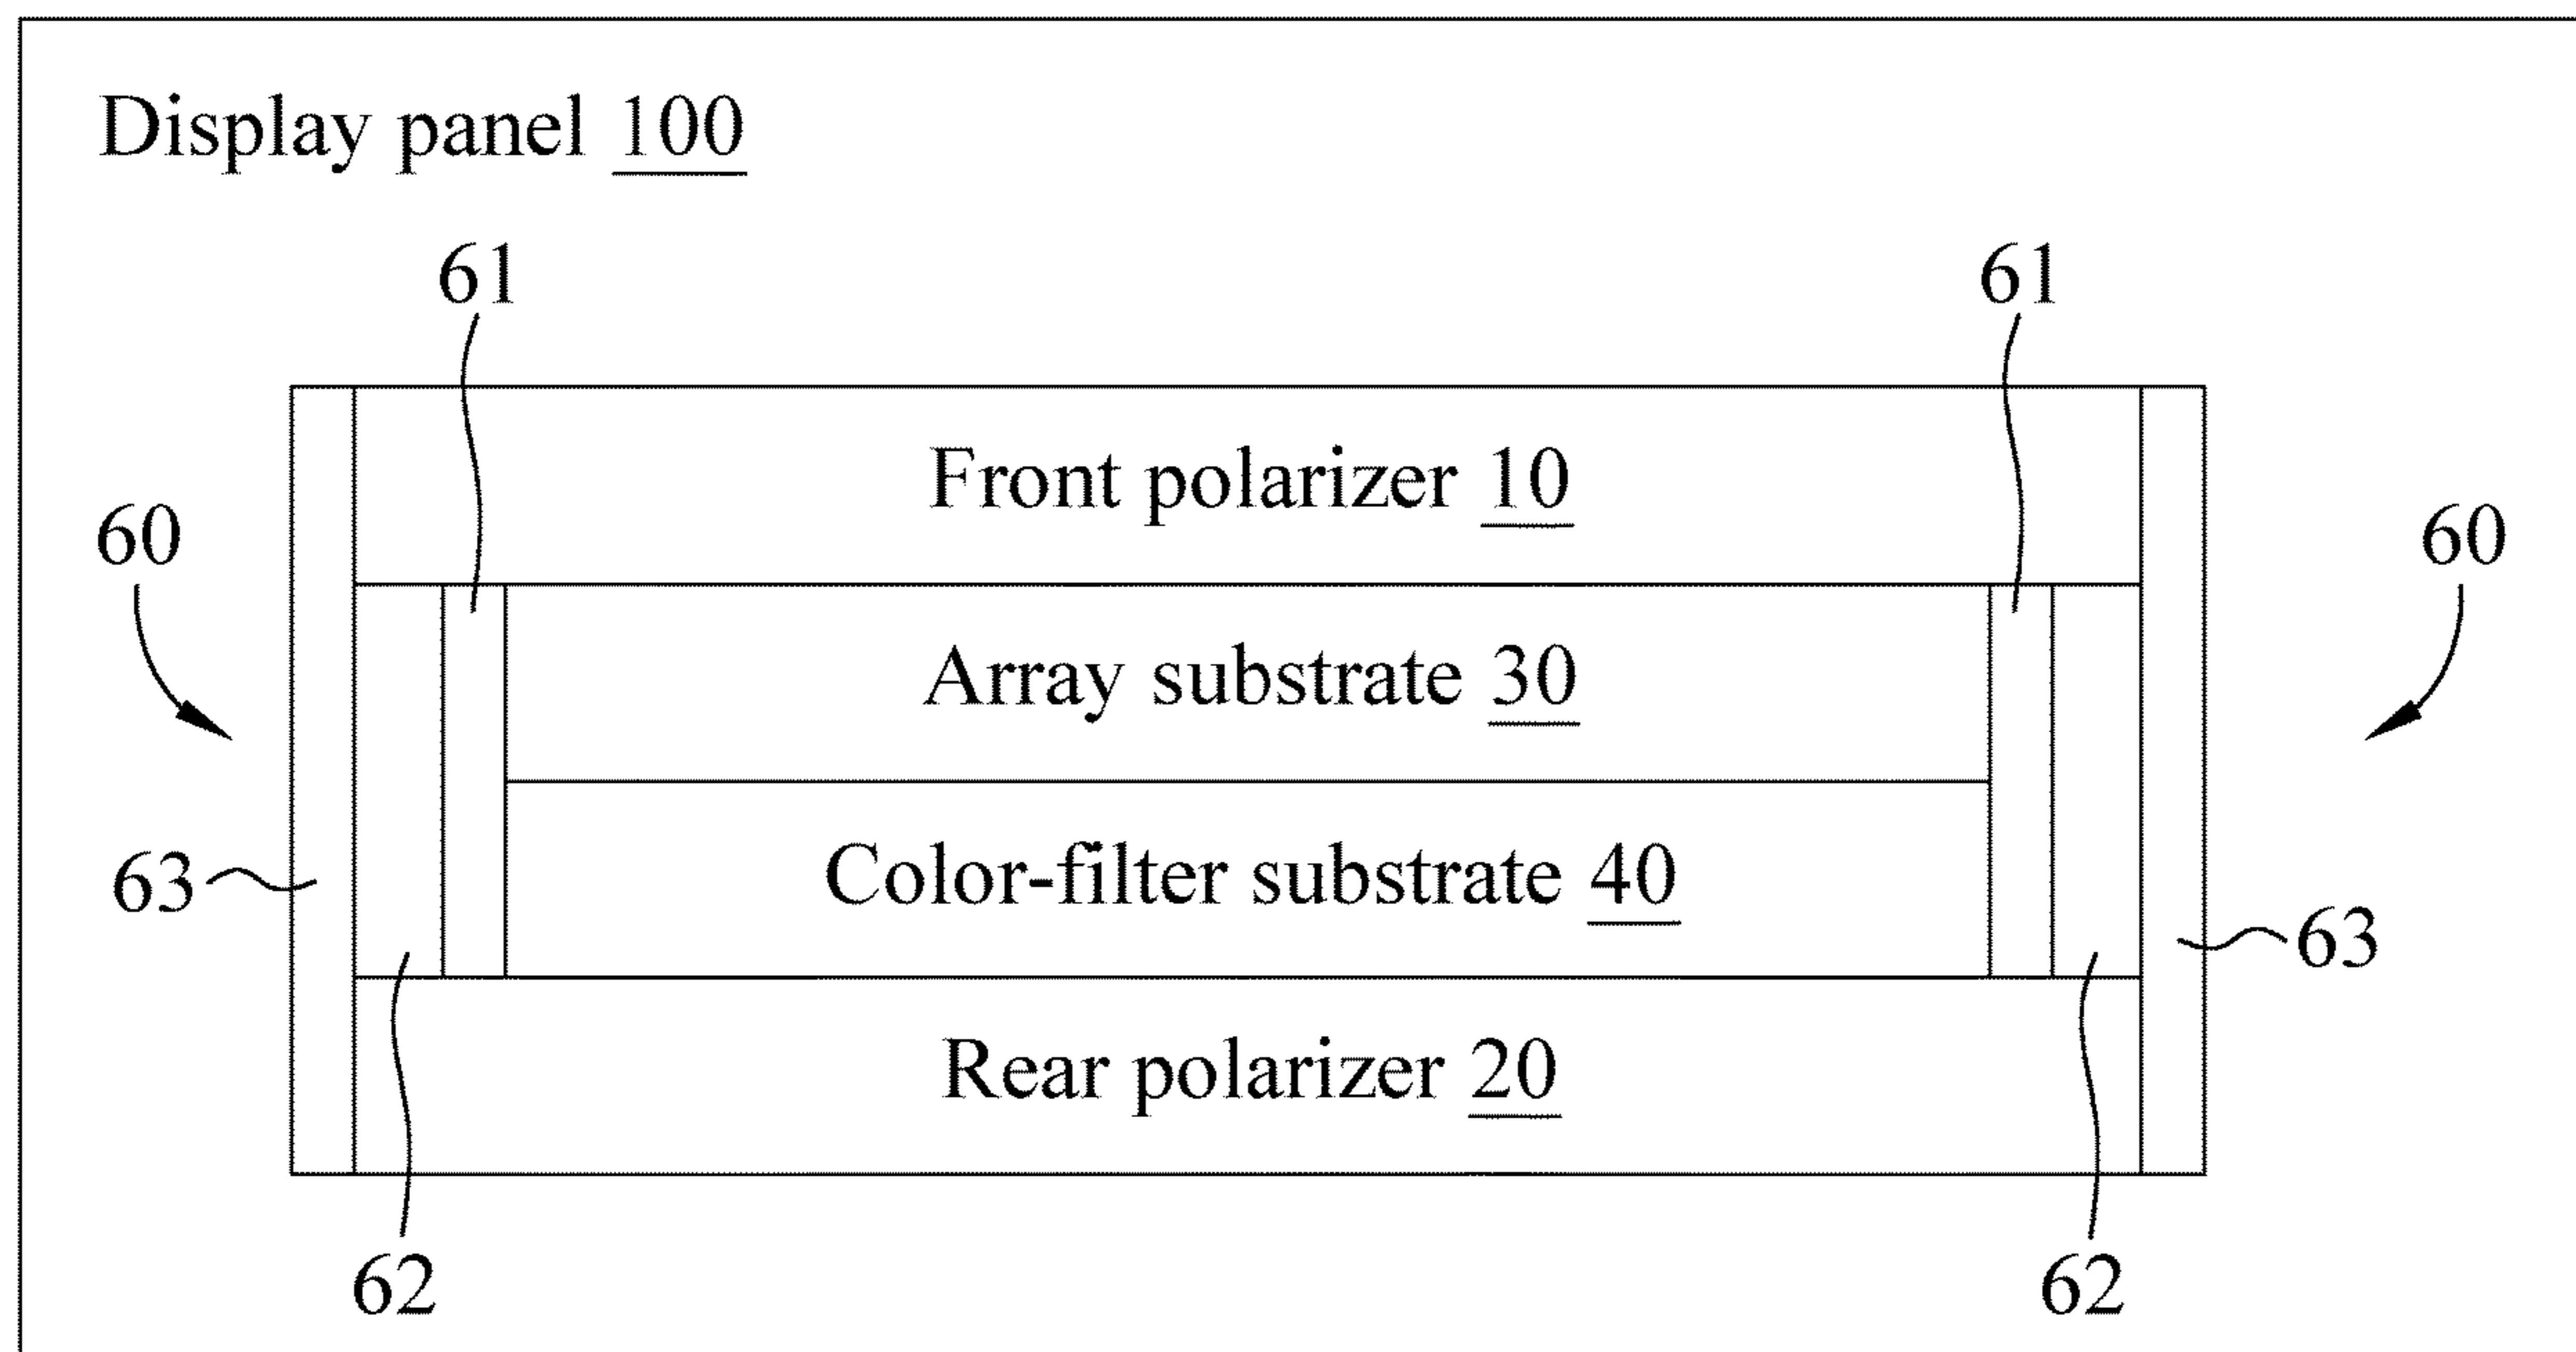 Display panel 100
61 61
Front polarizer 10
60 60
Array substrate 30
Color-filter substrate 40
63 63
Rear polarizer 20
62 62